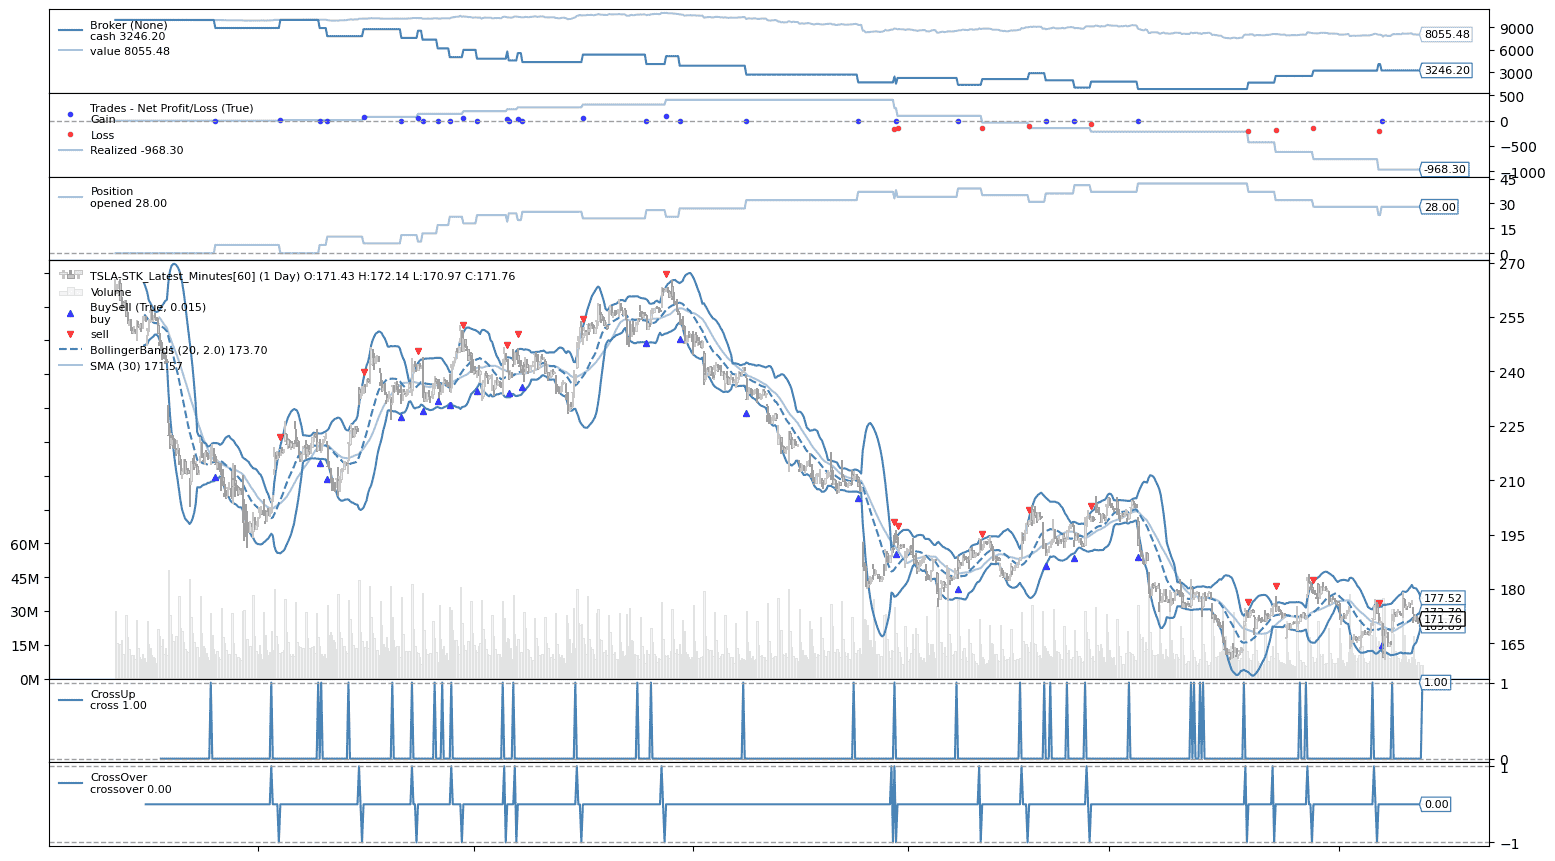 Broker (None)
cash 3246.20
value 8055.48
9000
6000
3000
8055.48
3246.20
Trades - Net Profit/Loss (True)
Gain
Loss
Realized -968.30
500
0
−500
−1000
-968.30
Position
opened 28.00
45
30
15
0
28.00
TSLA-STK_Latest_Minutes[60] (1 Day) O:171.43 H:172.14 L:170.97 C:171.76
Volume
BuySell (True, 0.015)
buy
sell
BollingerBands (20, 2.0) 173.70
SMA (30) 171.57
270
255
240
225
210
195
180
165
60M
45M
30M
15M
0M
177.52
171.76
CrossUp
cross 1.00
1.00
1
0
CrossOver
crossover 0.00
0.00
1
−1